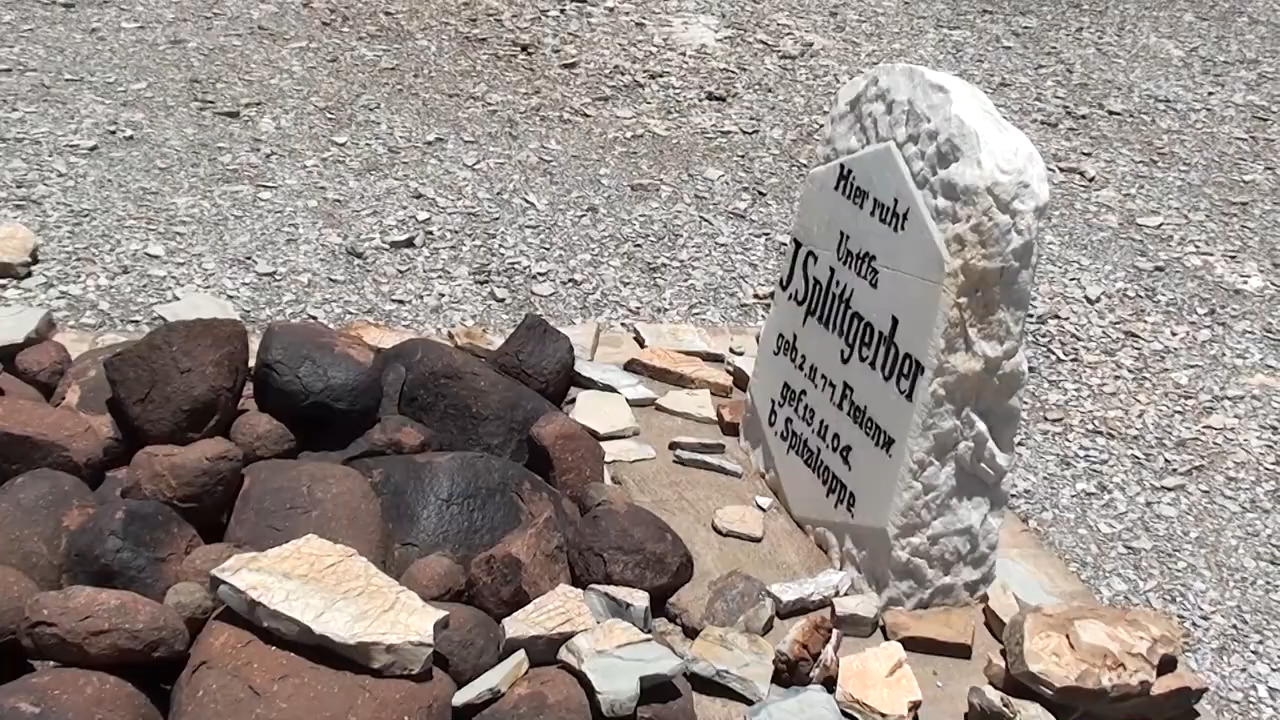 Hier ruht
Untffz
J. Splittgerber
geb. 2.11.77. Freienw.
gef. 13.11.04.
b. Spitzkoppe